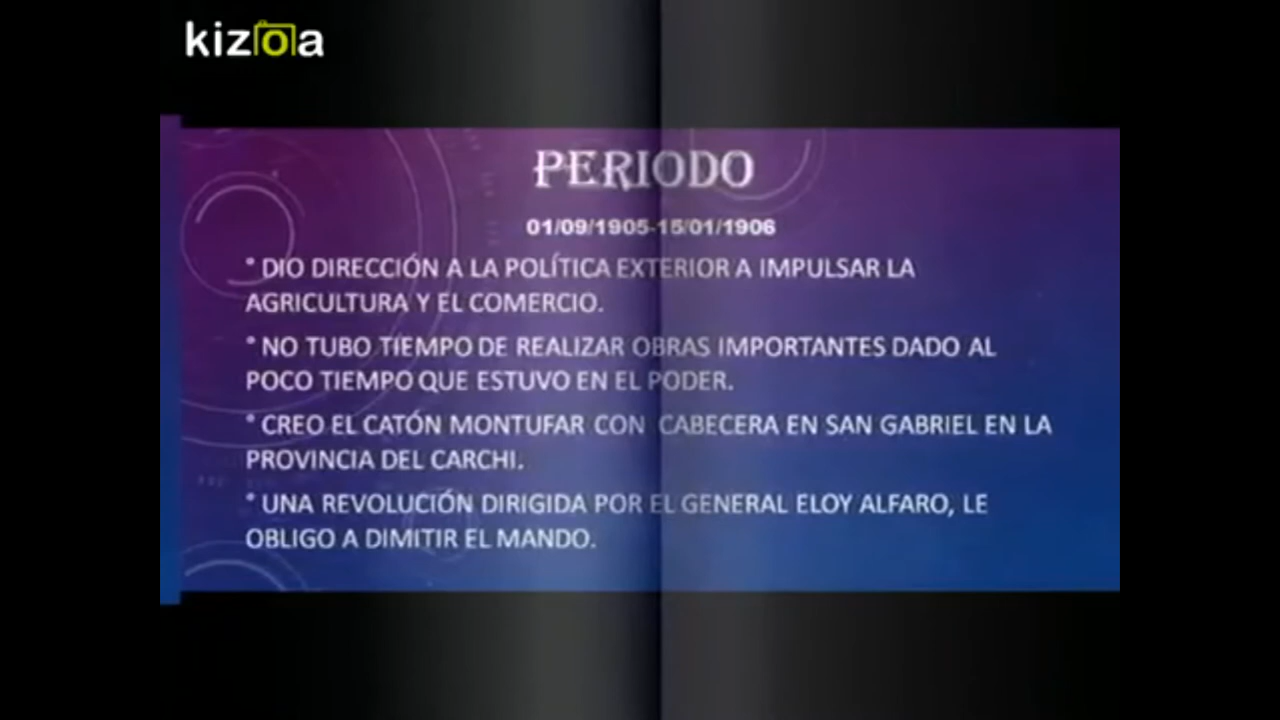 kizoa
PERIODO
01/09/1905-15/01/1906
* DIO DIRECCIÓN A LA POLÍTICA EXTERIOR A IMPULSAR LA
AGRICULTURA Y EL COMERCIO.
* NO TUBO TIEMPO DE REALIZAR OBRAS IMPORTANTES DADO AL
POCO TIEMPO QUE ESTUVO EN EL PODER.
* CREO EL CATÓN MONTUFAR CON CABECERA EN SAN GABRIEL EN LA
PROVINCIA DEL CARCHI.
* UNA REVOLUCIÓN DIRIGIDA POR EL GENERAL ELOY ALFARO, LE
OBLIGO A DIMITIR EL MANDO.